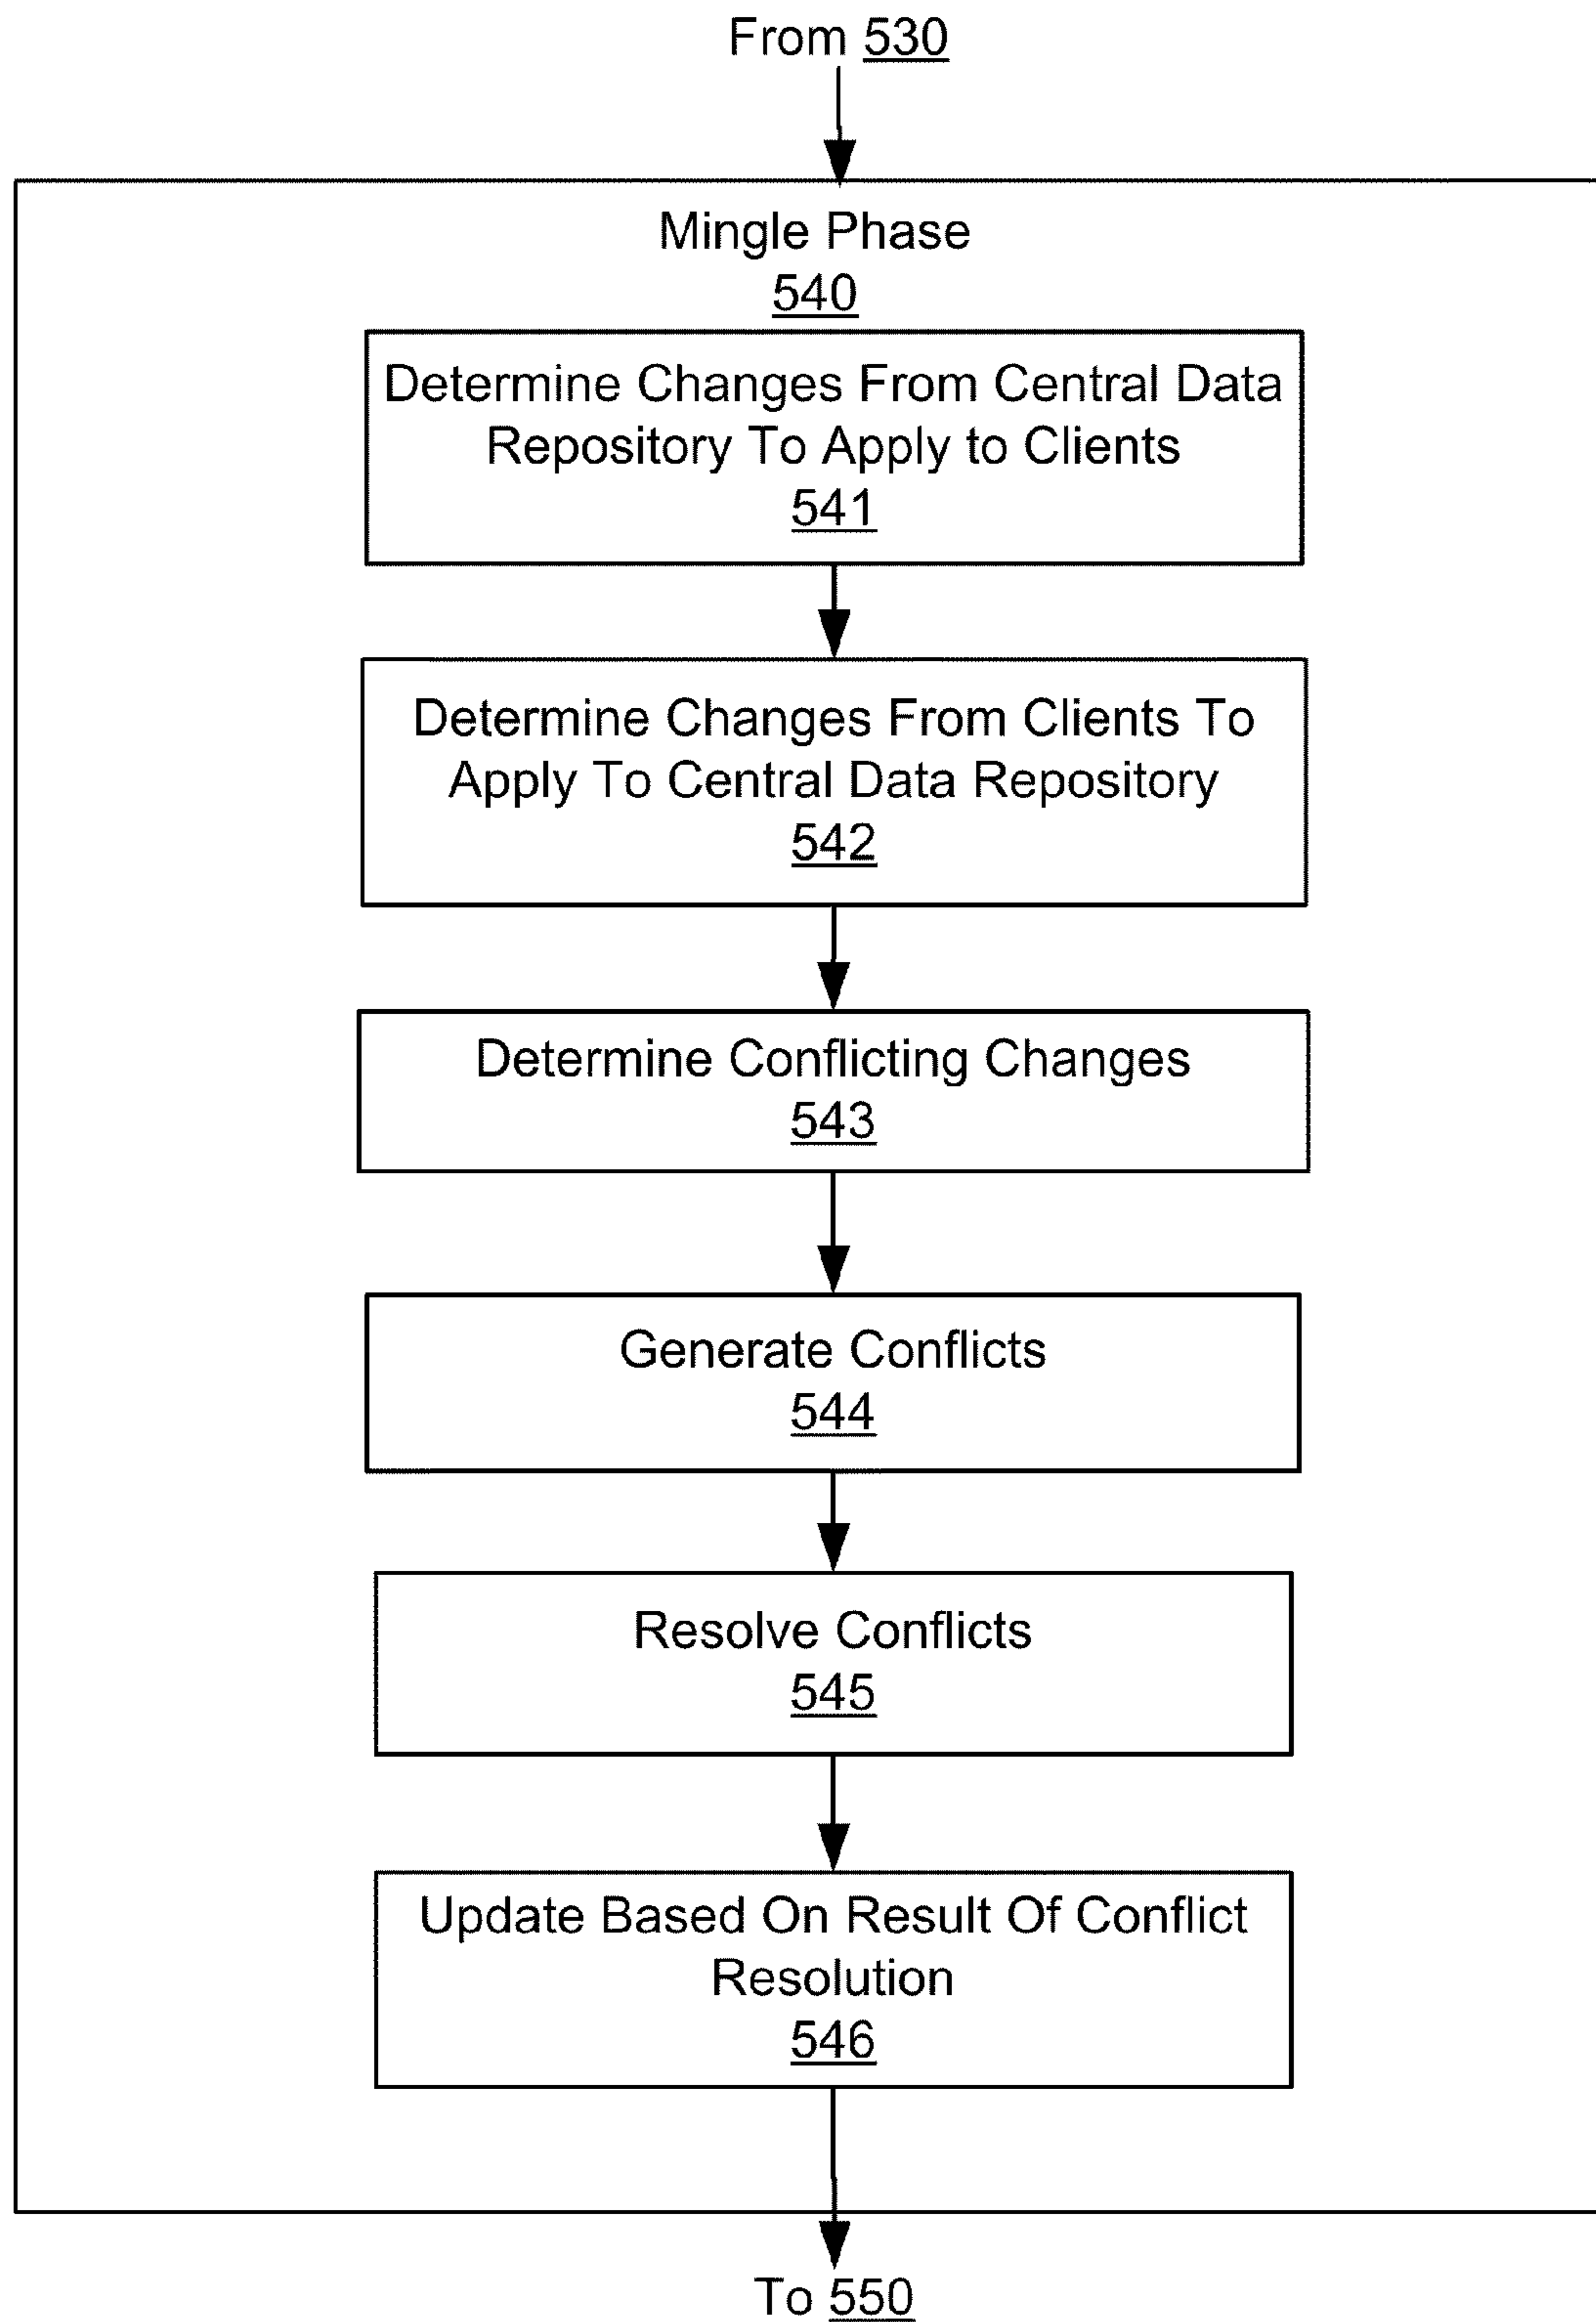 From 530
Mingle Phase
540
Determine Changes From Central Data
Repository To Apply to Clients
541
Determine Changes From Clients To
Apply To Central Data Repository
542
Determine Conflicting Changes
543
Generate Conflicts
544
Resolve Conflicts
545
Update Based On Result Of Conflict
Resolution
546
To 550